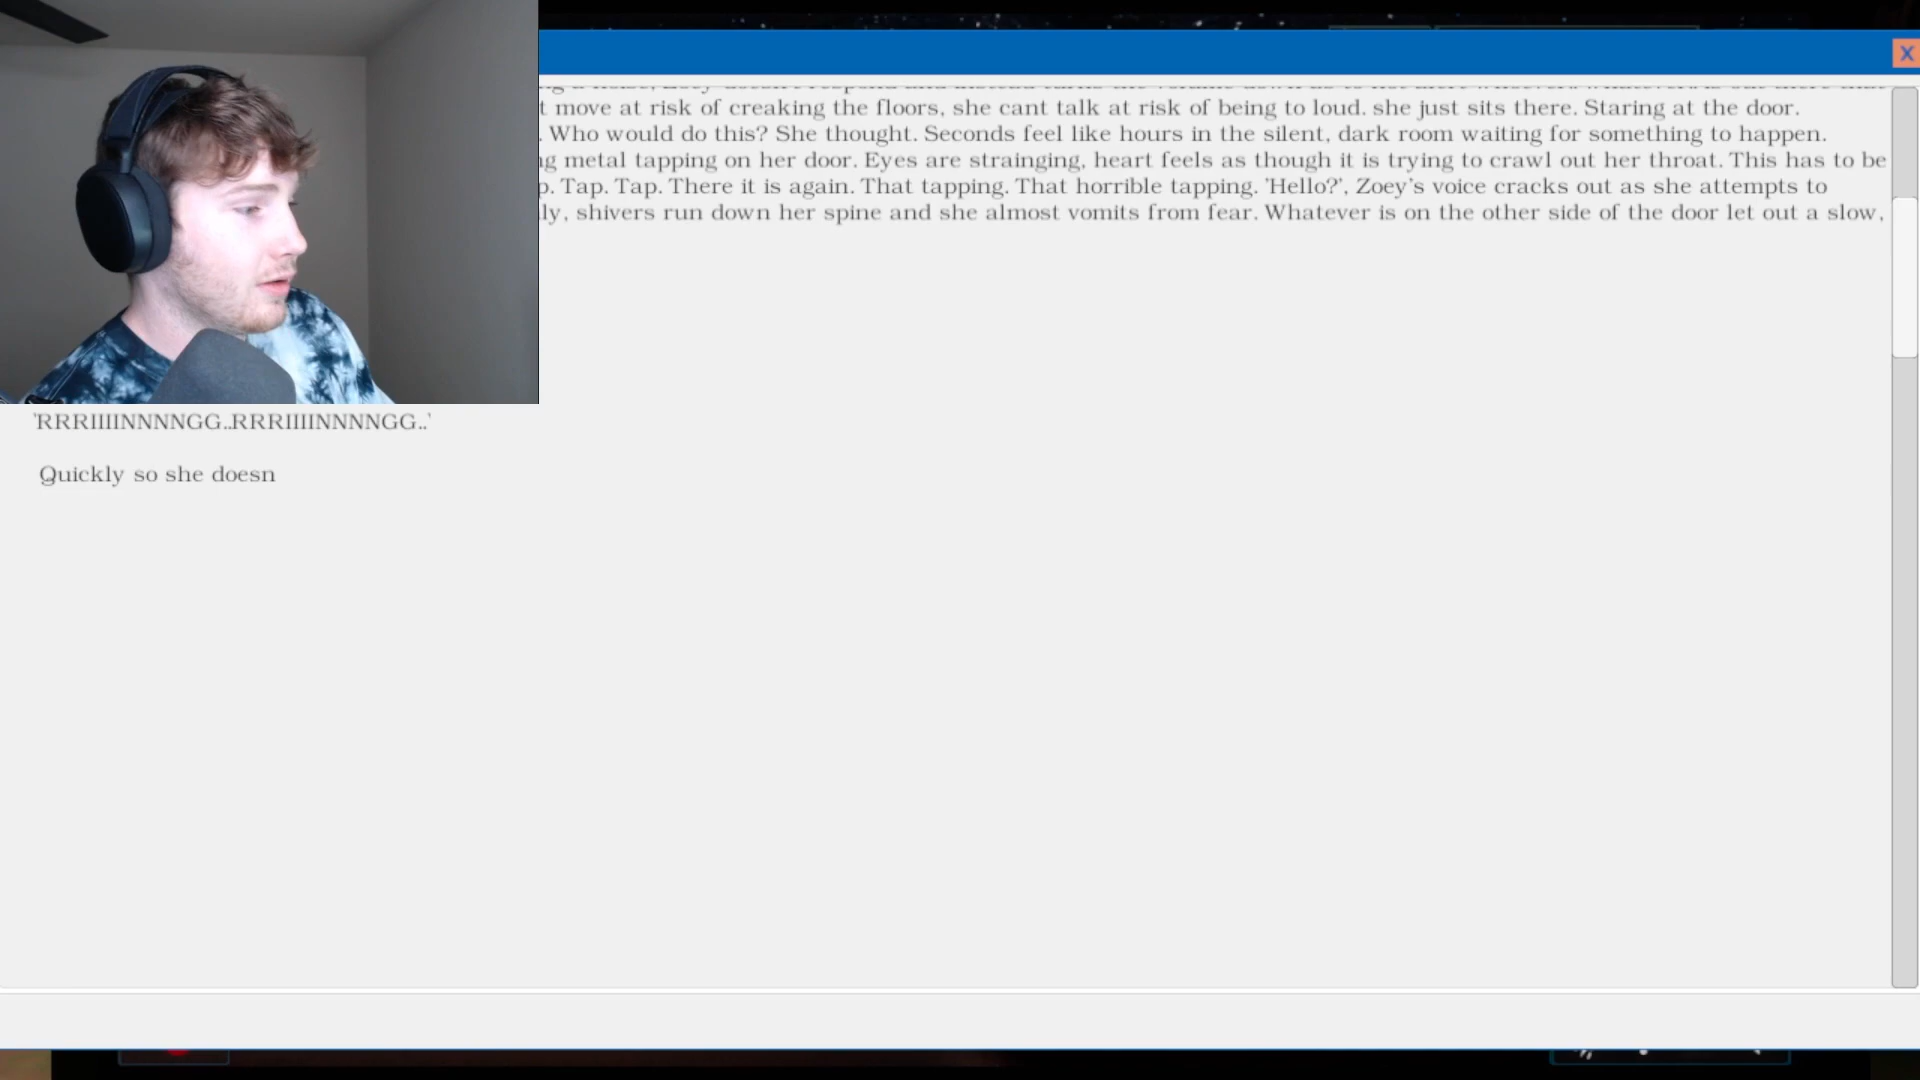 X
t move at risk of creaking the floors, she cant talk at risk of being to loud. she just sits there. Staring at the door.
. Who would do this? She thought. Seconds feel like hours in the silent, dark room waiting for something to happen.
ng metal tapping on her door. Eyes are strainging, heart feels as though it is trying to crawl out her throat. This has to be
p. Tap. Tap. There it is again. That tapping. That horrible tapping. 'Hello?', Zoey's voice cracks out as she attempts to
ly, shivers run down her spine and she almost vomits from fear. Whatever is on the other side of the door let out a slow,
'RRRIIIINNNNGG..RRRIIIINNNNGG..'
Quickly so she doesn